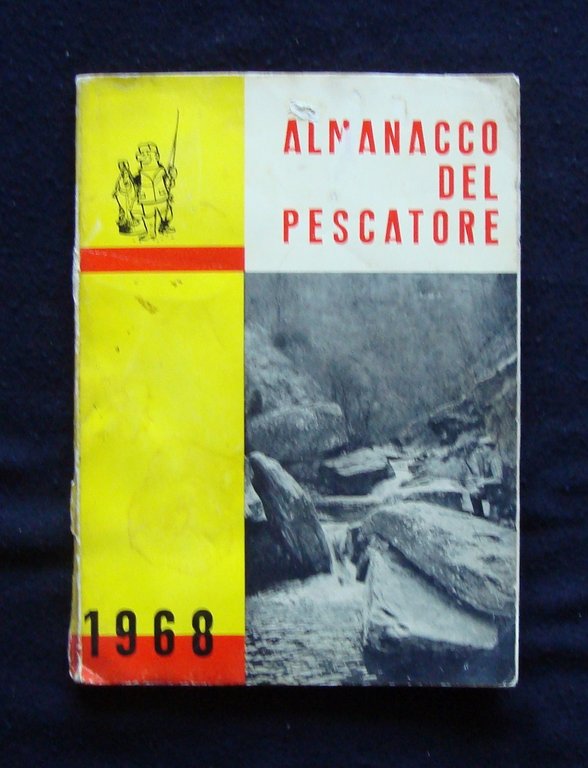 ALMANACCO
DEL
PESCATORE
1968